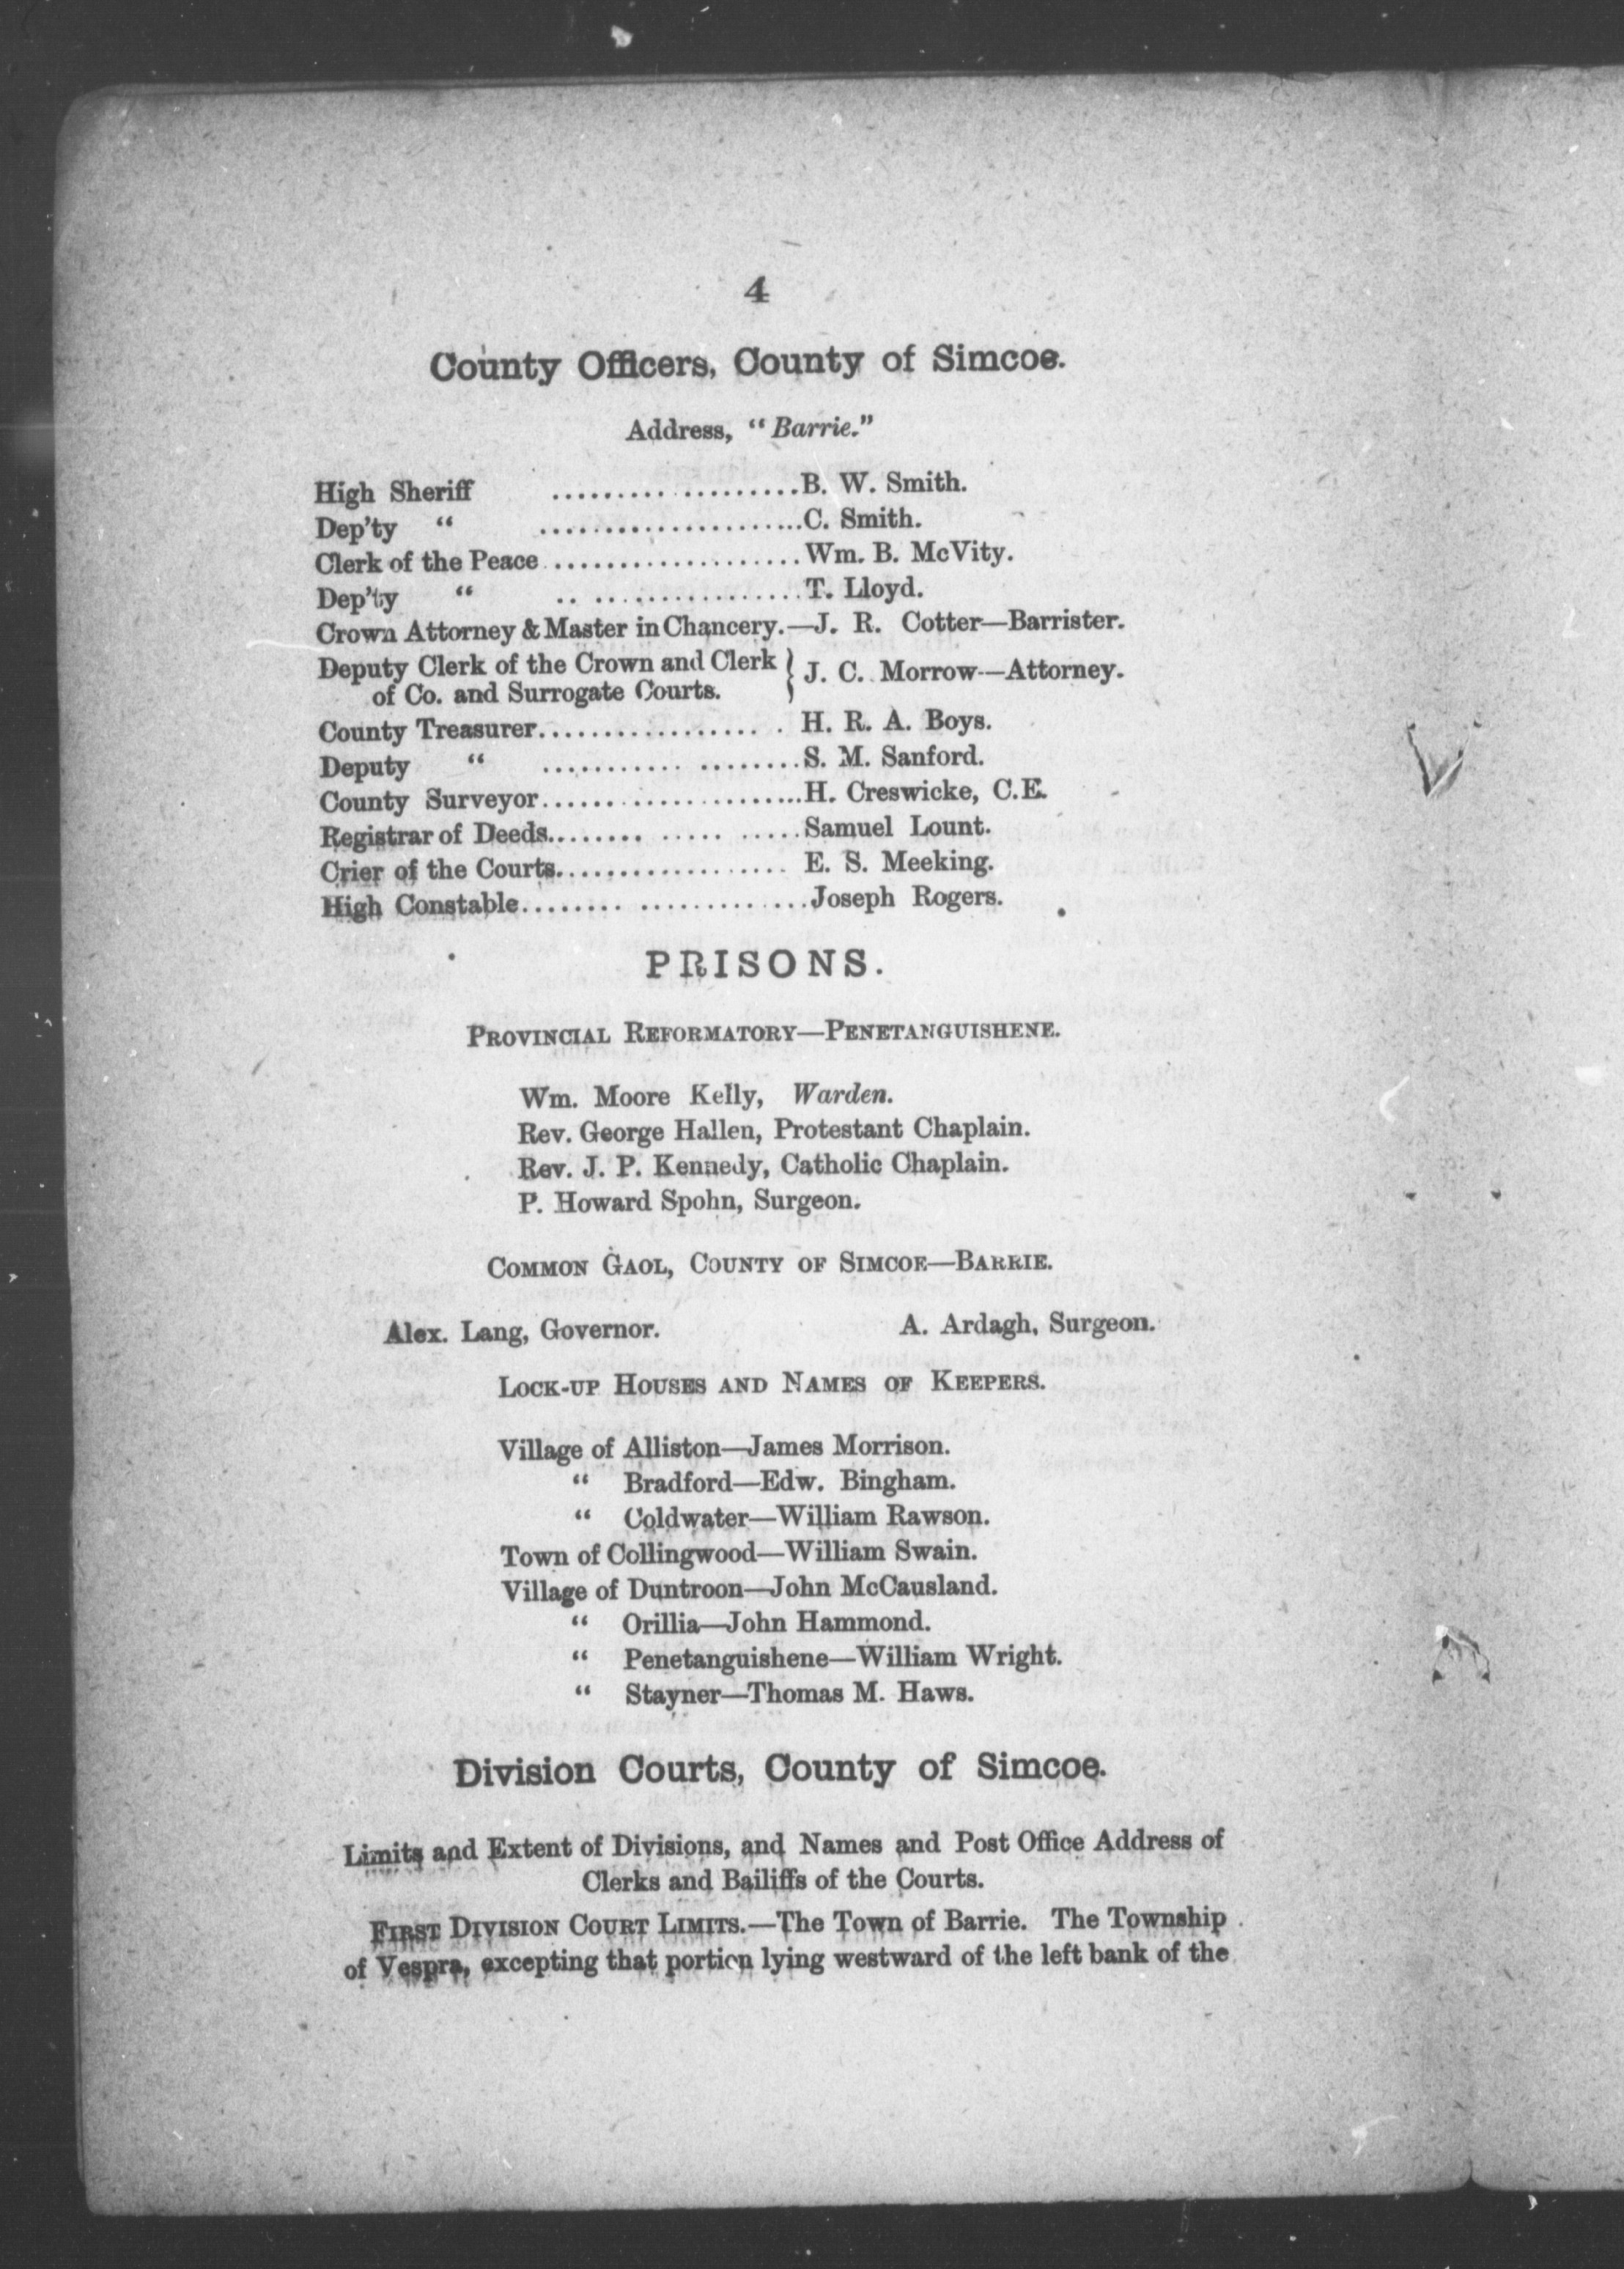 4
County Officers, County of Simcoe.
Address, "Barrie."
High Sheriff ...................B. W. Smith.
Dep'ty " .....................C. Smith.
Clerk of the Peace ...................Wm. B. McVity.
Dep'ty " .. ................T. Lloyd.
Crown Attorney & Master in Chancery.—J. R. Cotter—Barrister.
Deputy Clerk of the Crown and Clerk } J. C. Morrow—Attorney.
of Co. and Surrogate Courts.
County Treasurer.................. H. R. A. Boys.
Deputy " ........... ........S. M. Sanford.
County Surveyor......................H. Creswicke, C.E.
Registrar of Deeds........ ..... .....Samuel Lount.
Crier of the Courts................... E. S. Meeking.
High Constable........ .............Joseph Rogers.
PRISONS.
PROVINCIAL REFORMATORY—PENETANGUISHENE.
Wm. Moore Kelly, Warden.
Rev. George Hallen, Protestant Chaplain.
Rev. J. P. Kennedy, Catholic Chaplain.
P. Howard Spohn, Surgeon.
COMMON GAOL, COUNTY OF SIMCOE—BARRIE.
Alex. Lang, Governor. A. Ardagh, Surgeon.
LOCK-UP HOUSES AND NAMES OF KEEPERS.
Village of Alliston—James Morrison.
" Bradford—Edw. Bingham.
" Coldwater—William Rawson.
Town of Collingwood—William Swain.
Village of Duntroon—John McCausland.
" Orillia—John Hammond.
" Penetanguishene—William Wright.
" Stayner—Thomas M. Haws.
Division Courts, County of Simcoe.
Limits and Extent of Divisions, and Names and Post Office Address of
Clerks and Bailiffs of the Courts.
FIRST DIVISION COURT LIMITS.—The Town of Barrie. The Township
of Vespra, excepting that portion lying westward of the left bank of the